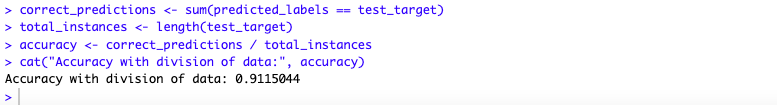 > correct_predictions <- sum(predicted_labels == test_target)
> total_instances <- length(test_target)
> accuracy <- correct_predictions / total_instances
> cat("Accuracy with division of data:", accuracy)
Accuracy with division of data: 0.9115044
>